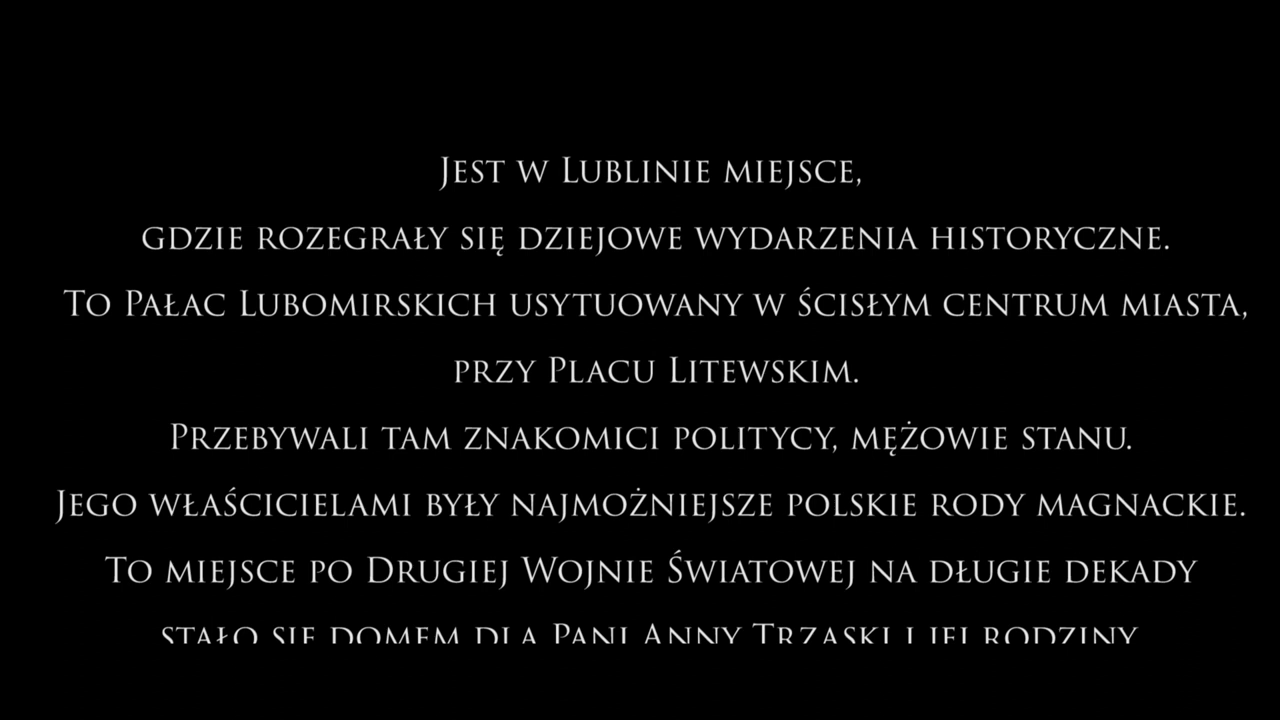 Jest w Lublinie miejsce,
gdzie rozegrały się dziejowe wydarzenia historyczne.
To Pałac Lubomirskich usytuowany w ścisłym centrum miasta,
przy Placu Litewskim.
Przebywali tam znakomici politycy, mężowie stanu.
Jego właścicielami były najmożniejsze polskie rody magnackie.
To miejsce po Drugiej Wojnie Światowej na długie dekady
stało się domem dla Pani Anny Trzaski i jej rodziny